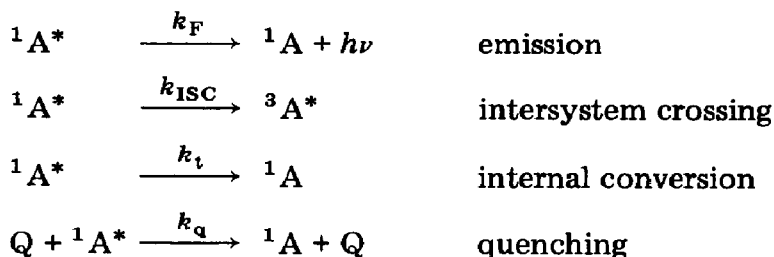 ¹A* —k_F→ ¹A + hν emission
¹A* —k_ISC→ ³A* intersystem crossing
¹A* —k_t→ ¹A internal conversion
Q + ¹A* —k_q→ ¹A + Q quenching